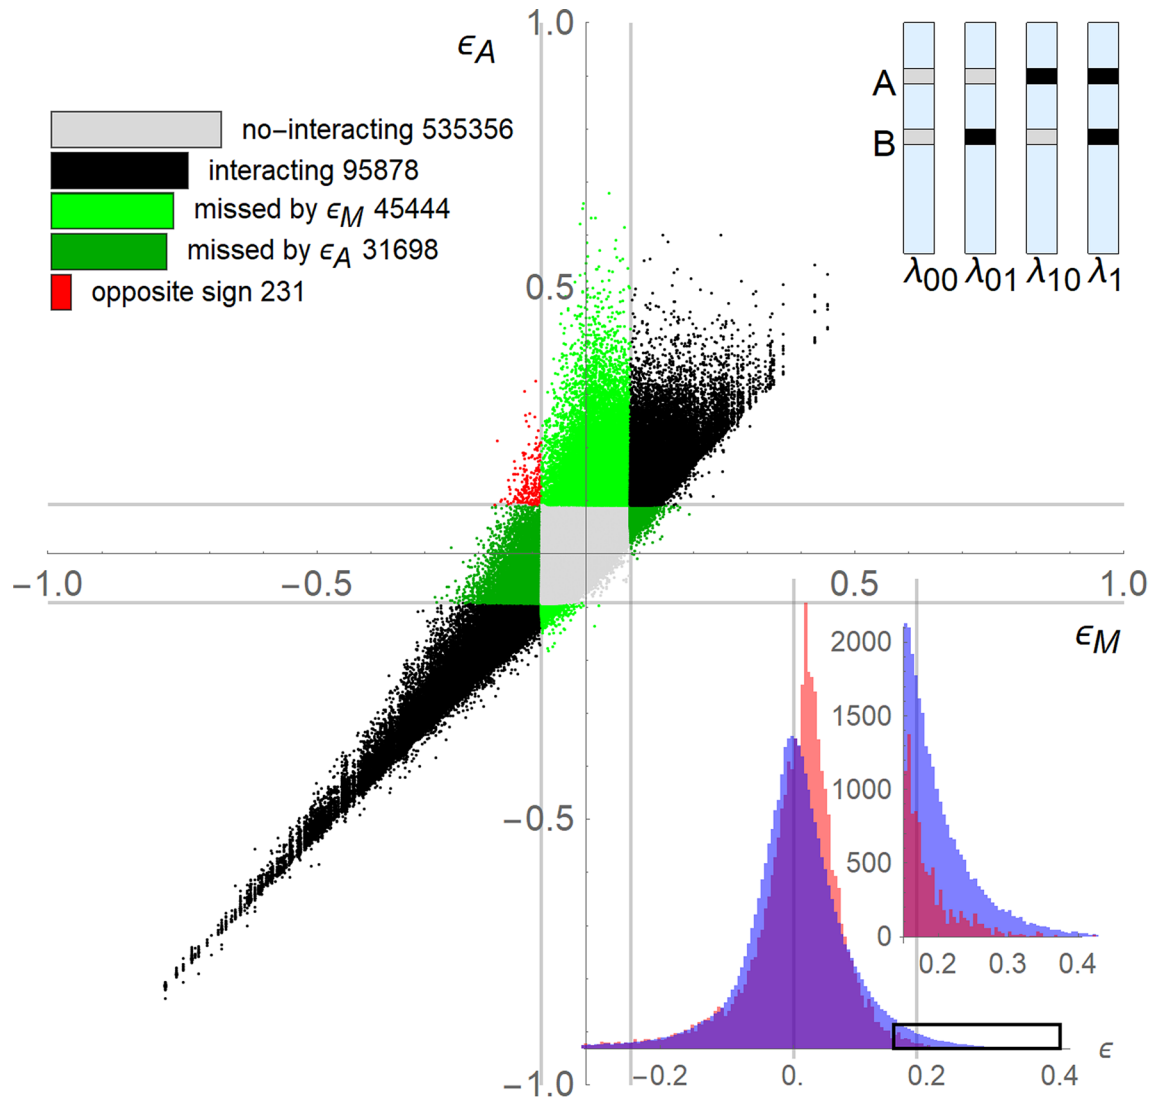 1.0
ϵA
A
B
λ00 λ01 λ10 λ1
no-interacting 535356
interacting 95878
missed by ϵM 45444
missed by ϵA 31698
opposite sign 231
0.5
-1.0 -0.5 0.5 1.0
ϵM
-0.5
-1.0
2000
1500
1000
500
0
0.2 0.3 0.4
-0.2 0. 0.2 0.4
ϵ